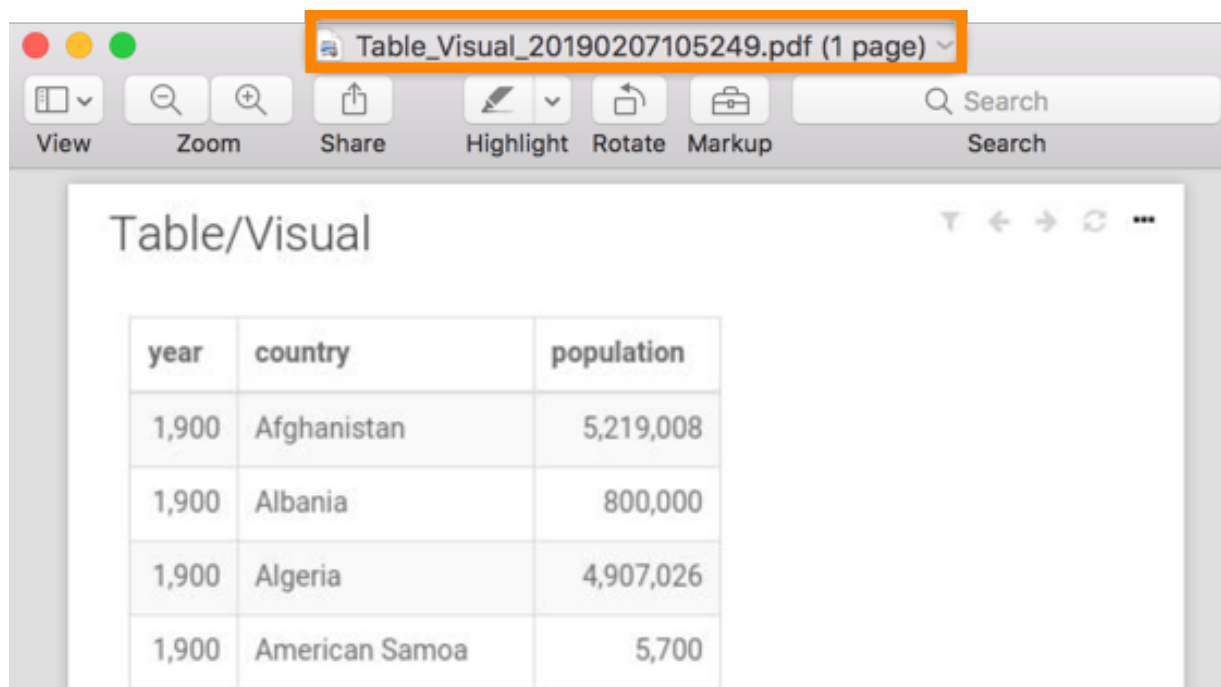 Table_Visual_20190207105249.pdf (1 page)
Search
View Zoom Share Highlight Rotate Markup Search
Table/Visual
year country population
1,900 Afghanistan 5,219,008
1,900 Albania 800,000
1,900 Algeria 4,907,026
1,900 American Samoa 5,700